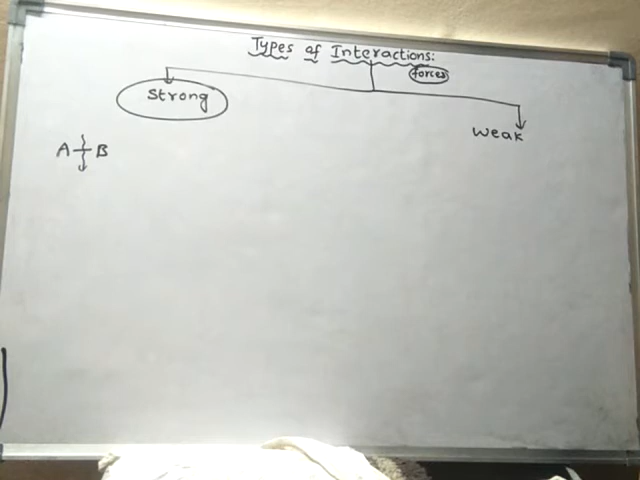 Types of Interactions:
forces
Strong
Weak
A B